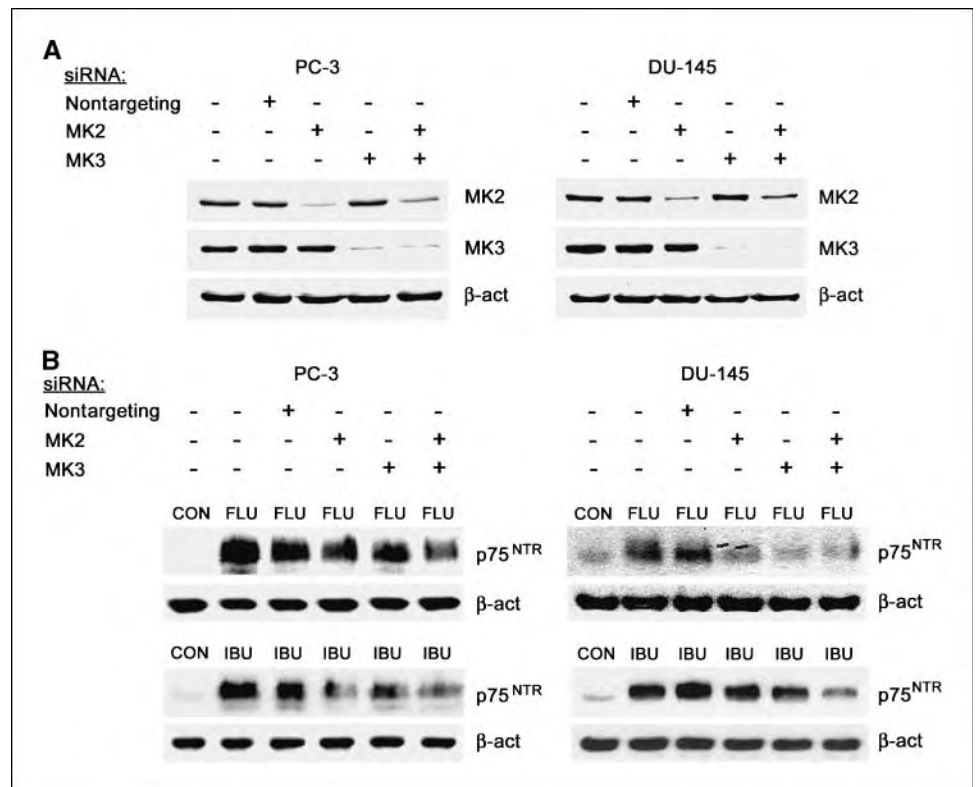 A
siRNA:
PC-3
DU-145
Nontargeting - + - - - - + - - -
MK2 - - + - + - - + - +
MK3 - - - + + - - - + +
MK2 MK2
MK3 MK3
β-act β-act
B
siRNA:
PC-3
DU-145
Nontargeting - - + - - - - - + - - -
MK2 - - - + - + - - - + - +
MK3 - - - - + + - - - - + +
CON FLU FLU FLU FLU FLU CON FLU FLU FLU FLU FLU
p75NTR p75NTR
β-act β-act
CON IBU IBU IBU IBU IBU CON IBU IBU IBU IBU IBU
p75NTR p75NTR
β-act β-act